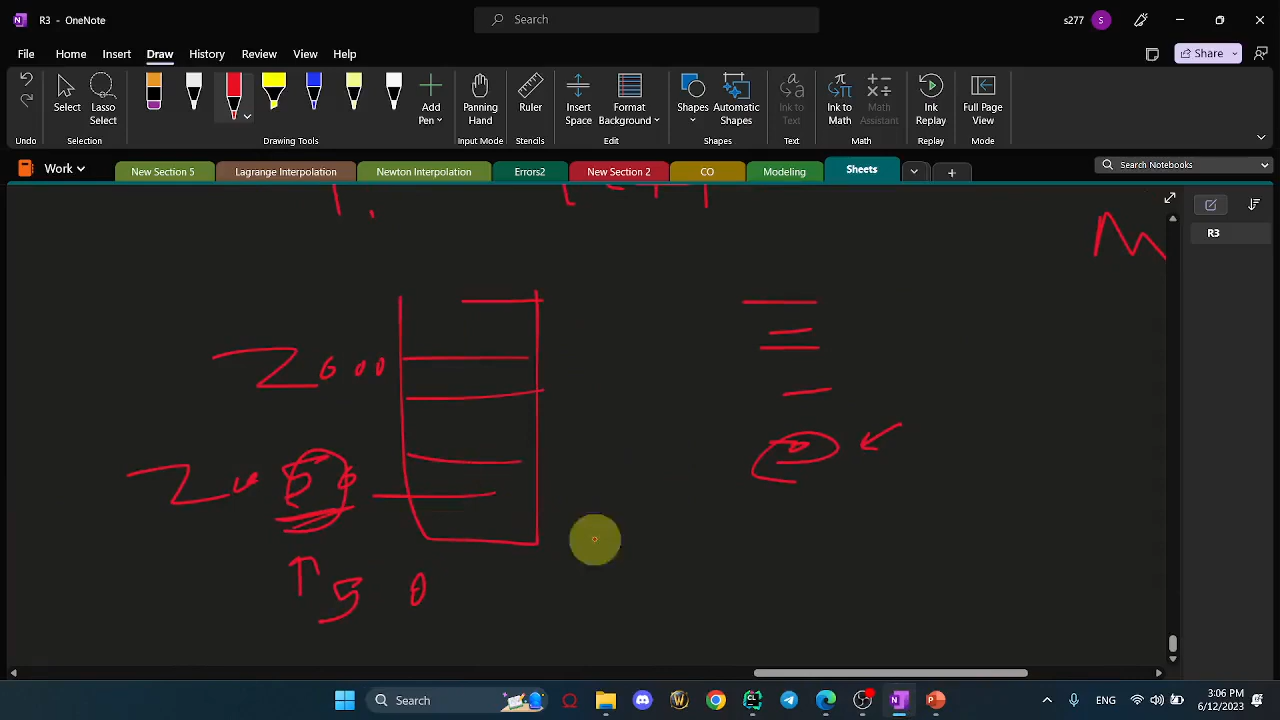 R3 - OneNote
Search
s277
S
File Home Insert Draw History Review View Help
Share
Undo
Select
Lasso Select
Add Pen
Panning Hand
Ruler
Insert Space
Format Background
Shapes
Automatic Shapes
Ink to Text
Ink to Math
Math Assistant
Ink Replay
Full Page View
Undo
Selection
Drawing Tools
Input Mode
Stencils
Edit
Shapes
Text
Math
Replay
Mode
Work
New Section 5
Lagrange Interpolation
Newton Interpolation
Errors2
New Section 2
CO
Modeling
Sheets
Search Notebooks
R3
2600
50
Search
ENG
3:06 PM
6/12/2023